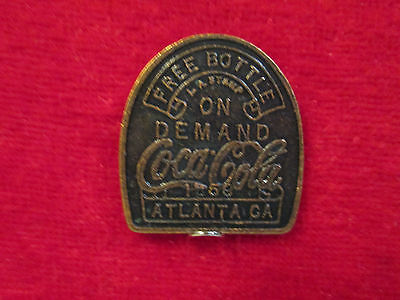 FREE BOTTLE
ON
DEMAND
Coca-Cola
ATLANTA GA